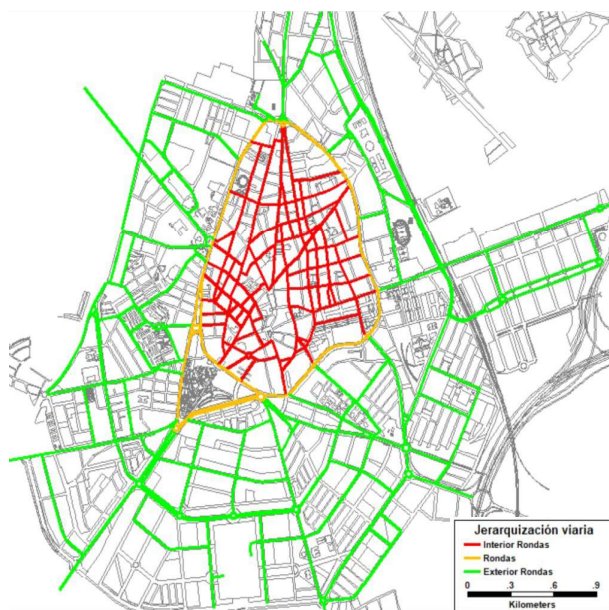 Jerarquización viaria
Interior Rondas
Rondas
Exterior Rondas
0 .3 .6 .9
Kilometers